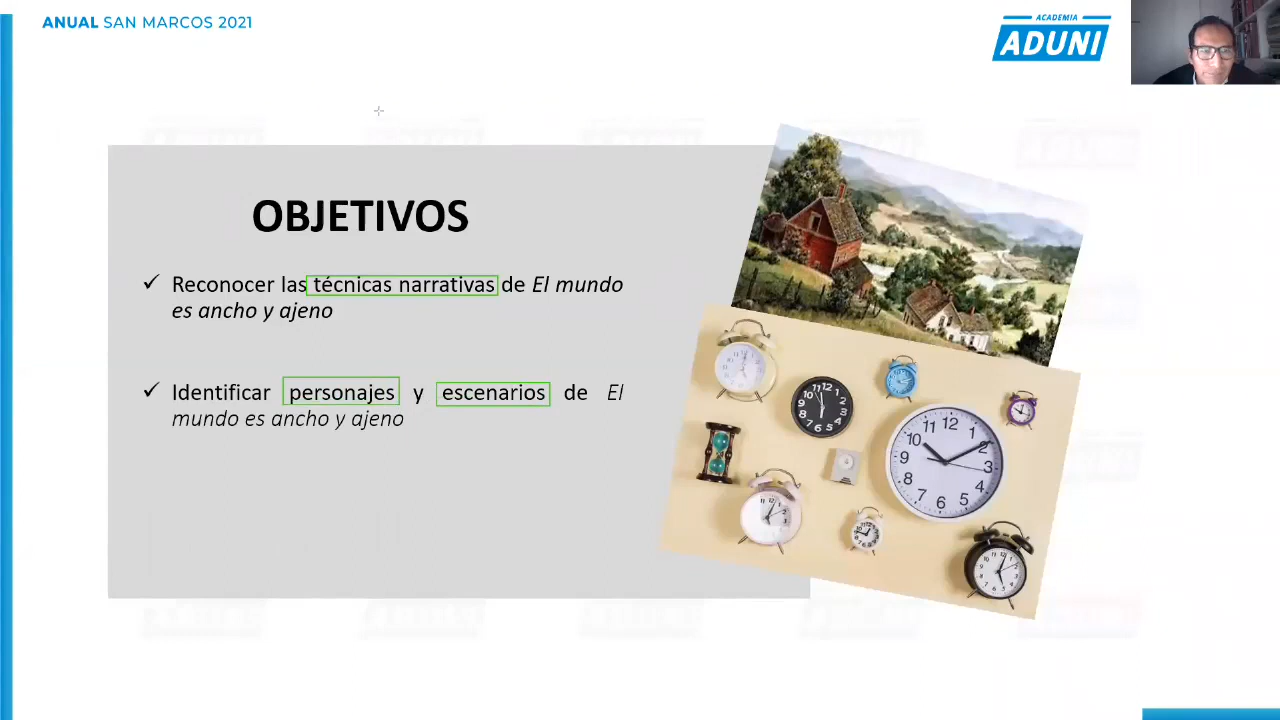 ANUAL SAN MARCOS 2021
ACADEMIA
ADUNI
OBJETIVOS
✓ Reconocer las técnicas narrativas de El mundo
es ancho y ajeno
✓ Identificar personajes y escenarios de El
mundo es ancho y ajeno